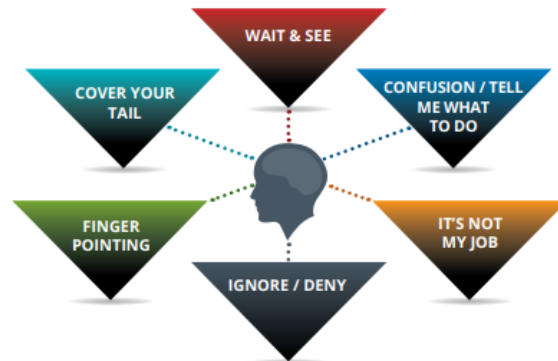 WAIT & SEE
COVER YOUR
TAIL
CONFUSION / TELL
ME WHAT
TO DO
FINGER
POINTING
IT'S NOT
MY JOB
IGNORE / DENY